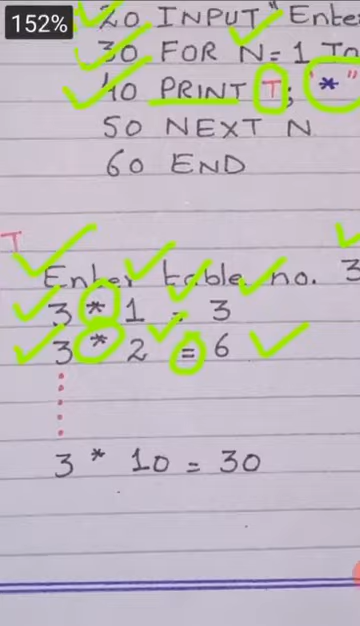 152%
20 INPUT "Enter
30 FOR N = 1 To
40 PRINT T; "*"
50 NEXT N
60 END
T
Enter table no. 3
3 * 1 = 3
3 * 2 = 6
3 * 10 = 30